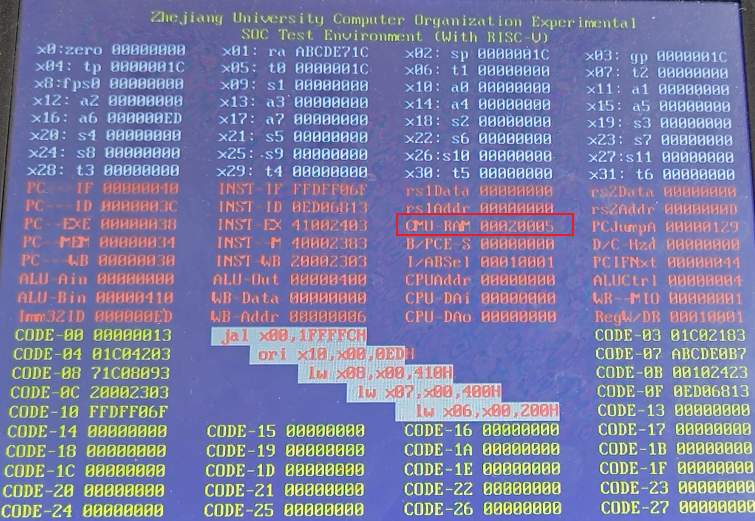 Zhejiang University Computer Organization Experimental
SOC Test Environment (With RISC-V)
x0:zero 00000000 x01: ra ABCDE71C x02: sp 0000001C x03: gp 0000001C
x04: tp 0000001C x05: t0 0000001C x06: t1 00000000 x07: t2 00000000
x8:fps0 00000000 x09: s1 00000000 x10: a0 00000000 x11: a1 00000000
x12: a2 00000000 x13: a3 00000000 x14: a4 00000000 x15: a5 00000000
x16: a6 000000ED x17: a7 00000000 x18: s2 00000000 x19: s3 00000000
x20: s4 00000000 x21: s5 00000000 x22: s6 00000000 x23: s7 00000000
x24: s8 00000000 x25: s9 00000000 x26:s10 00000000 x27:s11 00000000
x28: t3 00000000 x29: t4 00000000 x30: t5 00000000 x31: t6 00000000
PC---IF 00000040 INST-IF FFDFF06F rs1Data 00000000 rs2Data 00000000
PC---ID 0000003C INST-ID 0ED06813 rs1Addr 00000000 rs2Addr 0000000D
PC--EXE 00000038 INST-EX 41002403 CMU-RAM 00020005 PCJumpA 00000129
PC--MEM 00000034 INST--M 40002383 B/PCE-S 00000000 D/C-Hzd 00000000
PC---WB 00000030 INST-WB 20002303 I/ABSel 00010001 PCIFNxt 00000044
ALU-Ain 00000000 ALU-Out 00000400 CPUAddr 00000000 ALUCtrl 00000004
ALU-Bin 00000410 WB-Data 00000000 CPU-DAi 00000000 WR--MIO 00000001
Imm32ID 000000ED WB-Addr 00000006 CPU-DAo 00000000 RegW/DR 00010001
CODE-00 00000013 jal x00,1FFFFCH CODE-03 01C02183
CODE-04 01C04203 ori x10,x00,0EDH CODE-07 ABCDE0B7
CODE-08 71C08093 lw x08,x00,410H CODE-0B 00102423
CODE-0C 20002303 lw x07,x00,400H CODE-0F 0ED06813
CODE-10 FFDFF06F lw x06,x00,200H CODE-13 00000000
CODE-14 00000000 CODE-15 00000000 CODE-16 00000000 CODE-17 00000000
CODE-18 00000000 CODE-19 00000000 CODE-1A 00000000 CODE-1B 00000000
CODE-1C 00000000 CODE-1D 00000000 CODE-1E 00000000 CODE-1F 00000000
CODE-20 00000000 CODE-21 00000000 CODE-22 00000000 CODE-23 00000000
CODE-24 00000000 CODE-25 00000000 CODE-26 00000000 CODE-27 00000000